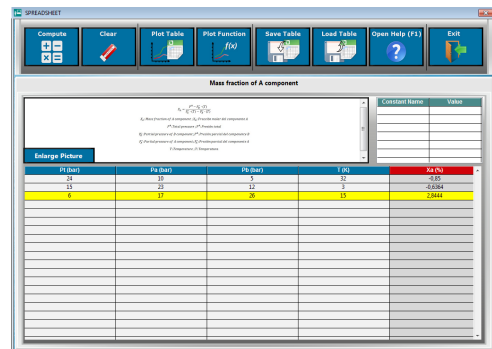 SPREADSHEET
Compute Clear Plot Table Plot Function Save Table Load Table Open Help (F1) Exit
f(x)
Mass fraction of A component
Constant Name Value
Enlarge Picture
Pt (bar) Pa (bar) Pb (bar) T (K) Xa (%)
24 10 5 32 -0,85
15 23 12 3 -0,6364
6 17 26 15 2,8444